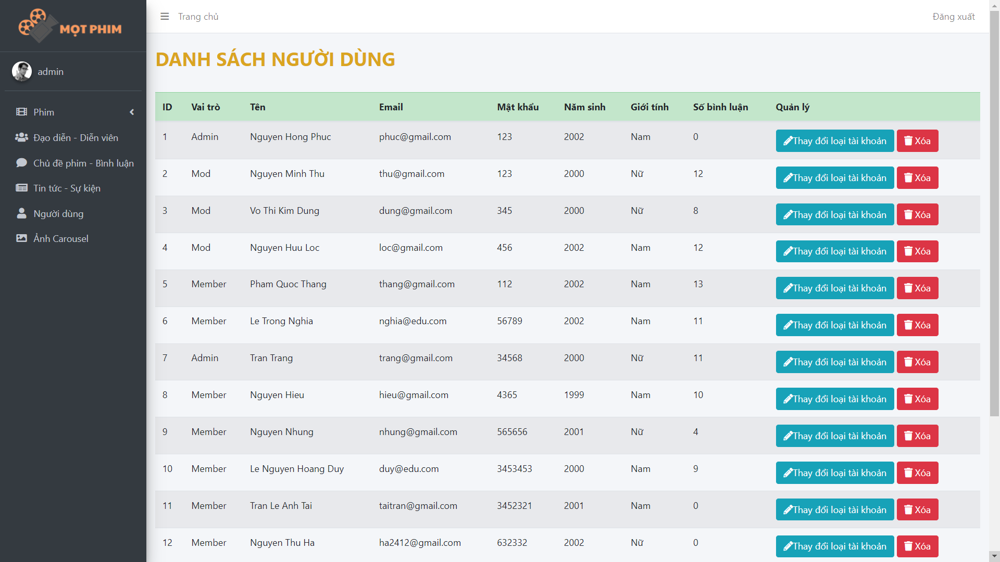 MỌT PHIM
Trang chủ
Đăng xuất
admin
Phim
Đạo diễn - Diễn viên
Chủ đề phim - Bình luận
Tin tức - Sự kiện
Người dùng
Ảnh Carousel
DANH SÁCH NGƯỜI DÙNG
ID Vai trò Tên Email Mật khẩu Năm sinh Giới tính Số bình luận Quản lý
1 Admin Nguyen Hong Phuc phuc@gmail.com 123 2002 Nam 0 Thay đổi loại tài khoản Xóa
2 Mod Nguyen Minh Thu thu@gmail.com 123 2000 Nữ 12 Thay đổi loại tài khoản Xóa
3 Mod Vo Thi Kim Dung dung@gmail.com 345 2000 Nữ 8 Thay đổi loại tài khoản Xóa
4 Mod Nguyen Huu Loc loc@gmail.com 456 2002 Nam 12 Thay đổi loại tài khoản Xóa
5 Member Pham Quoc Thang thang@gmail.com 112 2002 Nam 13 Thay đổi loại tài khoản Xóa
6 Member Le Trong Nghia nghia@edu.com 56789 2002 Nam 11 Thay đổi loại tài khoản Xóa
7 Admin Tran Trang trang@gmail.com 34568 2000 Nữ 11 Thay đổi loại tài khoản Xóa
8 Member Nguyen Hieu hieu@gmail.com 4365 1999 Nam 10 Thay đổi loại tài khoản Xóa
9 Member Nguyen Nhung nhung@gmail.com 565656 2001 Nữ 4 Thay đổi loại tài khoản Xóa
10 Member Le Nguyen Hoang Duy duy@edu.com 3453453 2000 Nam 9 Thay đổi loại tài khoản Xóa
11 Member Tran Le Anh Tai taitran@gmail.com 3452321 2001 Nam 0 Thay đổi loại tài khoản Xóa
12 Member Nguyen Thu Ha ha2412@gmail.com 632332 2002 Nữ 0 Thay đổi loại tài khoản Xóa